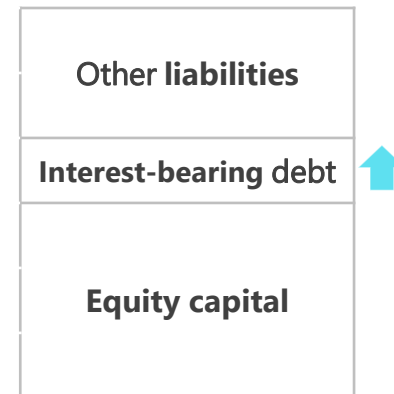 Other liabilities
Interest-bearing debt
Equity capital